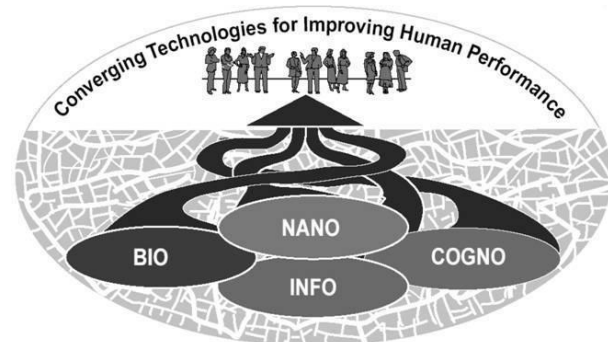 Converging Technologies for Improving Human Performance
NANO
BIO
COGNO
INFO